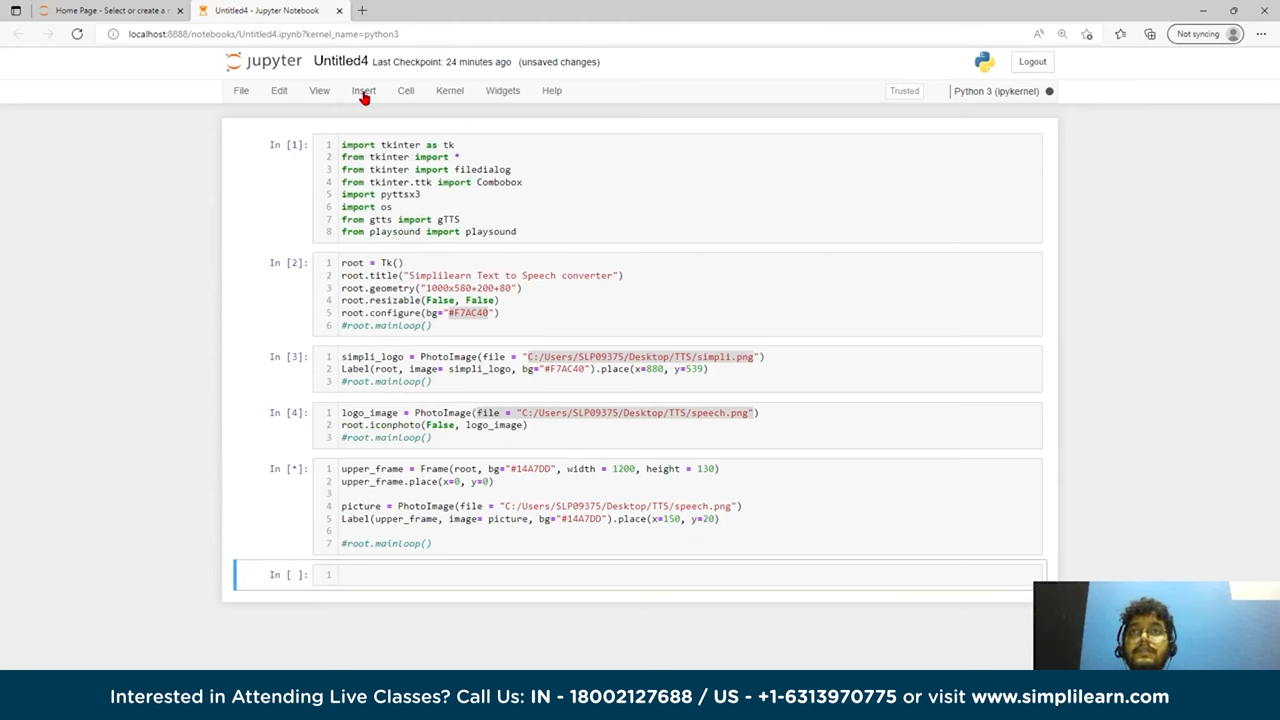 Home Page - Select or create a n
Untitled4 - Jupyter Notebook
localhost:8888/notebooks/Untitled4.ipynb?kernel_name=python3
Not syncing
jupyter Untitled4 Last Checkpoint: 24 minutes ago (unsaved changes)
Logout
File Edit View Insert Cell Kernel Widgets Help
Trusted
Python 3 (ipykernel)
In [1]:
1 import tkinter as tk
2 from tkinter import *
3 from tkinter import filedialog
4 from tkinter.ttk import Combobox
5 import pyttsx3
6 import os
7 from gtts import gTTS
8 from playsound import playsound
In [2]:
1 root = Tk()
2 root.title("Simplilearn Text to Speech converter")
3 root.geometry("1000x580+200+80")
4 root.resizable(False, False)
5 root.configure(bg="#F7AC40")
6 #root.mainloop()
In [3]:
1 simpli_logo = PhotoImage(file = "C:/Users/SLP09375/Desktop/TTS/simpli.png")
2 Label(root, image= simpli_logo, bg="#F7AC40").place(x=880, y=539)
3 #root.mainloop()
In [4]:
1 logo_image = PhotoImage(file = "C:/Users/SLP09375/Desktop/TTS/speech.png")
2 root.iconphoto(False, logo_image)
3 #root.mainloop()
In [*]:
1 upper_frame = Frame(root, bg="#14A7DD", width = 1200, height = 130)
2 upper_frame.place(x=0, y=0)
3
4 picture = PhotoImage(file = "C:/Users/SLP09375/Desktop/TTS/speech.png")
5 Label(upper_frame, image= picture, bg="#14A7DD").place(x=150, y=20)
6
7 #root.mainloop()
In [ ]:
1
Interested in Attending Live Classes? Call Us: IN - 18002127688 / US - +1-6313970775 or visit www.simplilearn.com